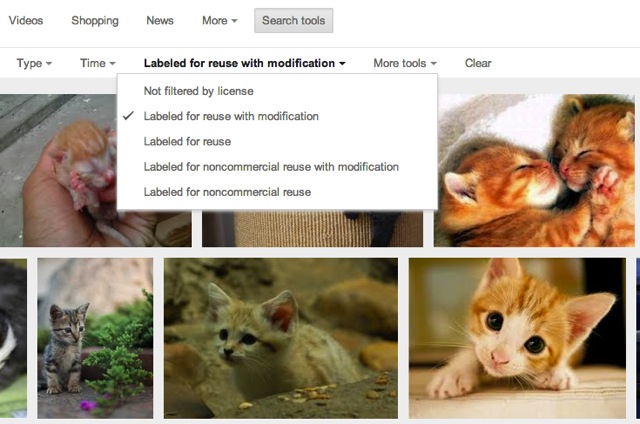 Videos Shopping News More Search tools
Type Time Labeled for reuse with modification More tools Clear
Not filtered by license
Labeled for reuse with modification
Labeled for reuse
Labeled for noncommercial reuse with modification
Labeled for noncommercial reuse